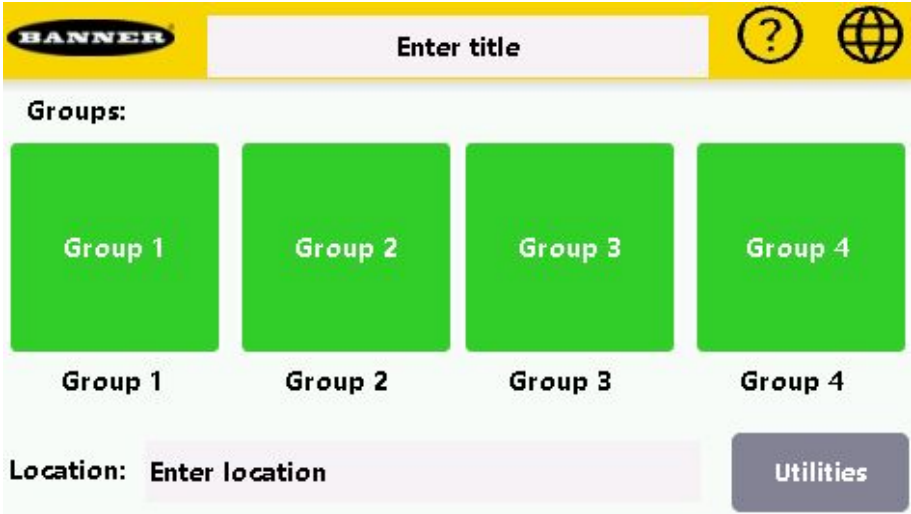 BANNER
Enter title
?
Groups:
Group 1
Group 2
Group 3
Group 4
Group 1
Group 2
Group 3
Group 4
Location:
Enter location
Utilities